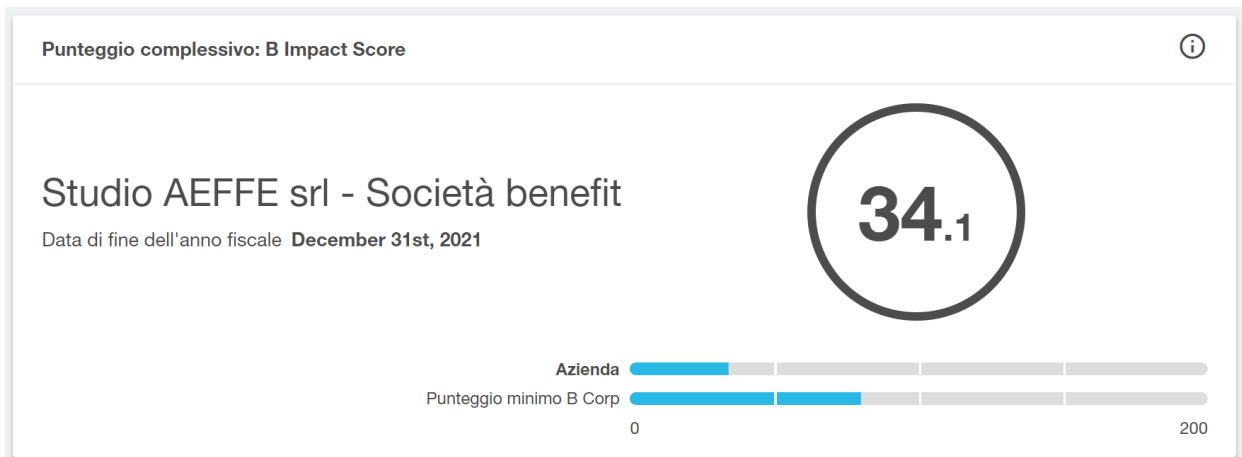 Punteggio complessivo: B Impact Score
Studio AEFFE srl - Società benefit
Data di fine dell'anno fiscale December 31st, 2021
34.1
Azienda
Punteggio minimo B Corp
0 200